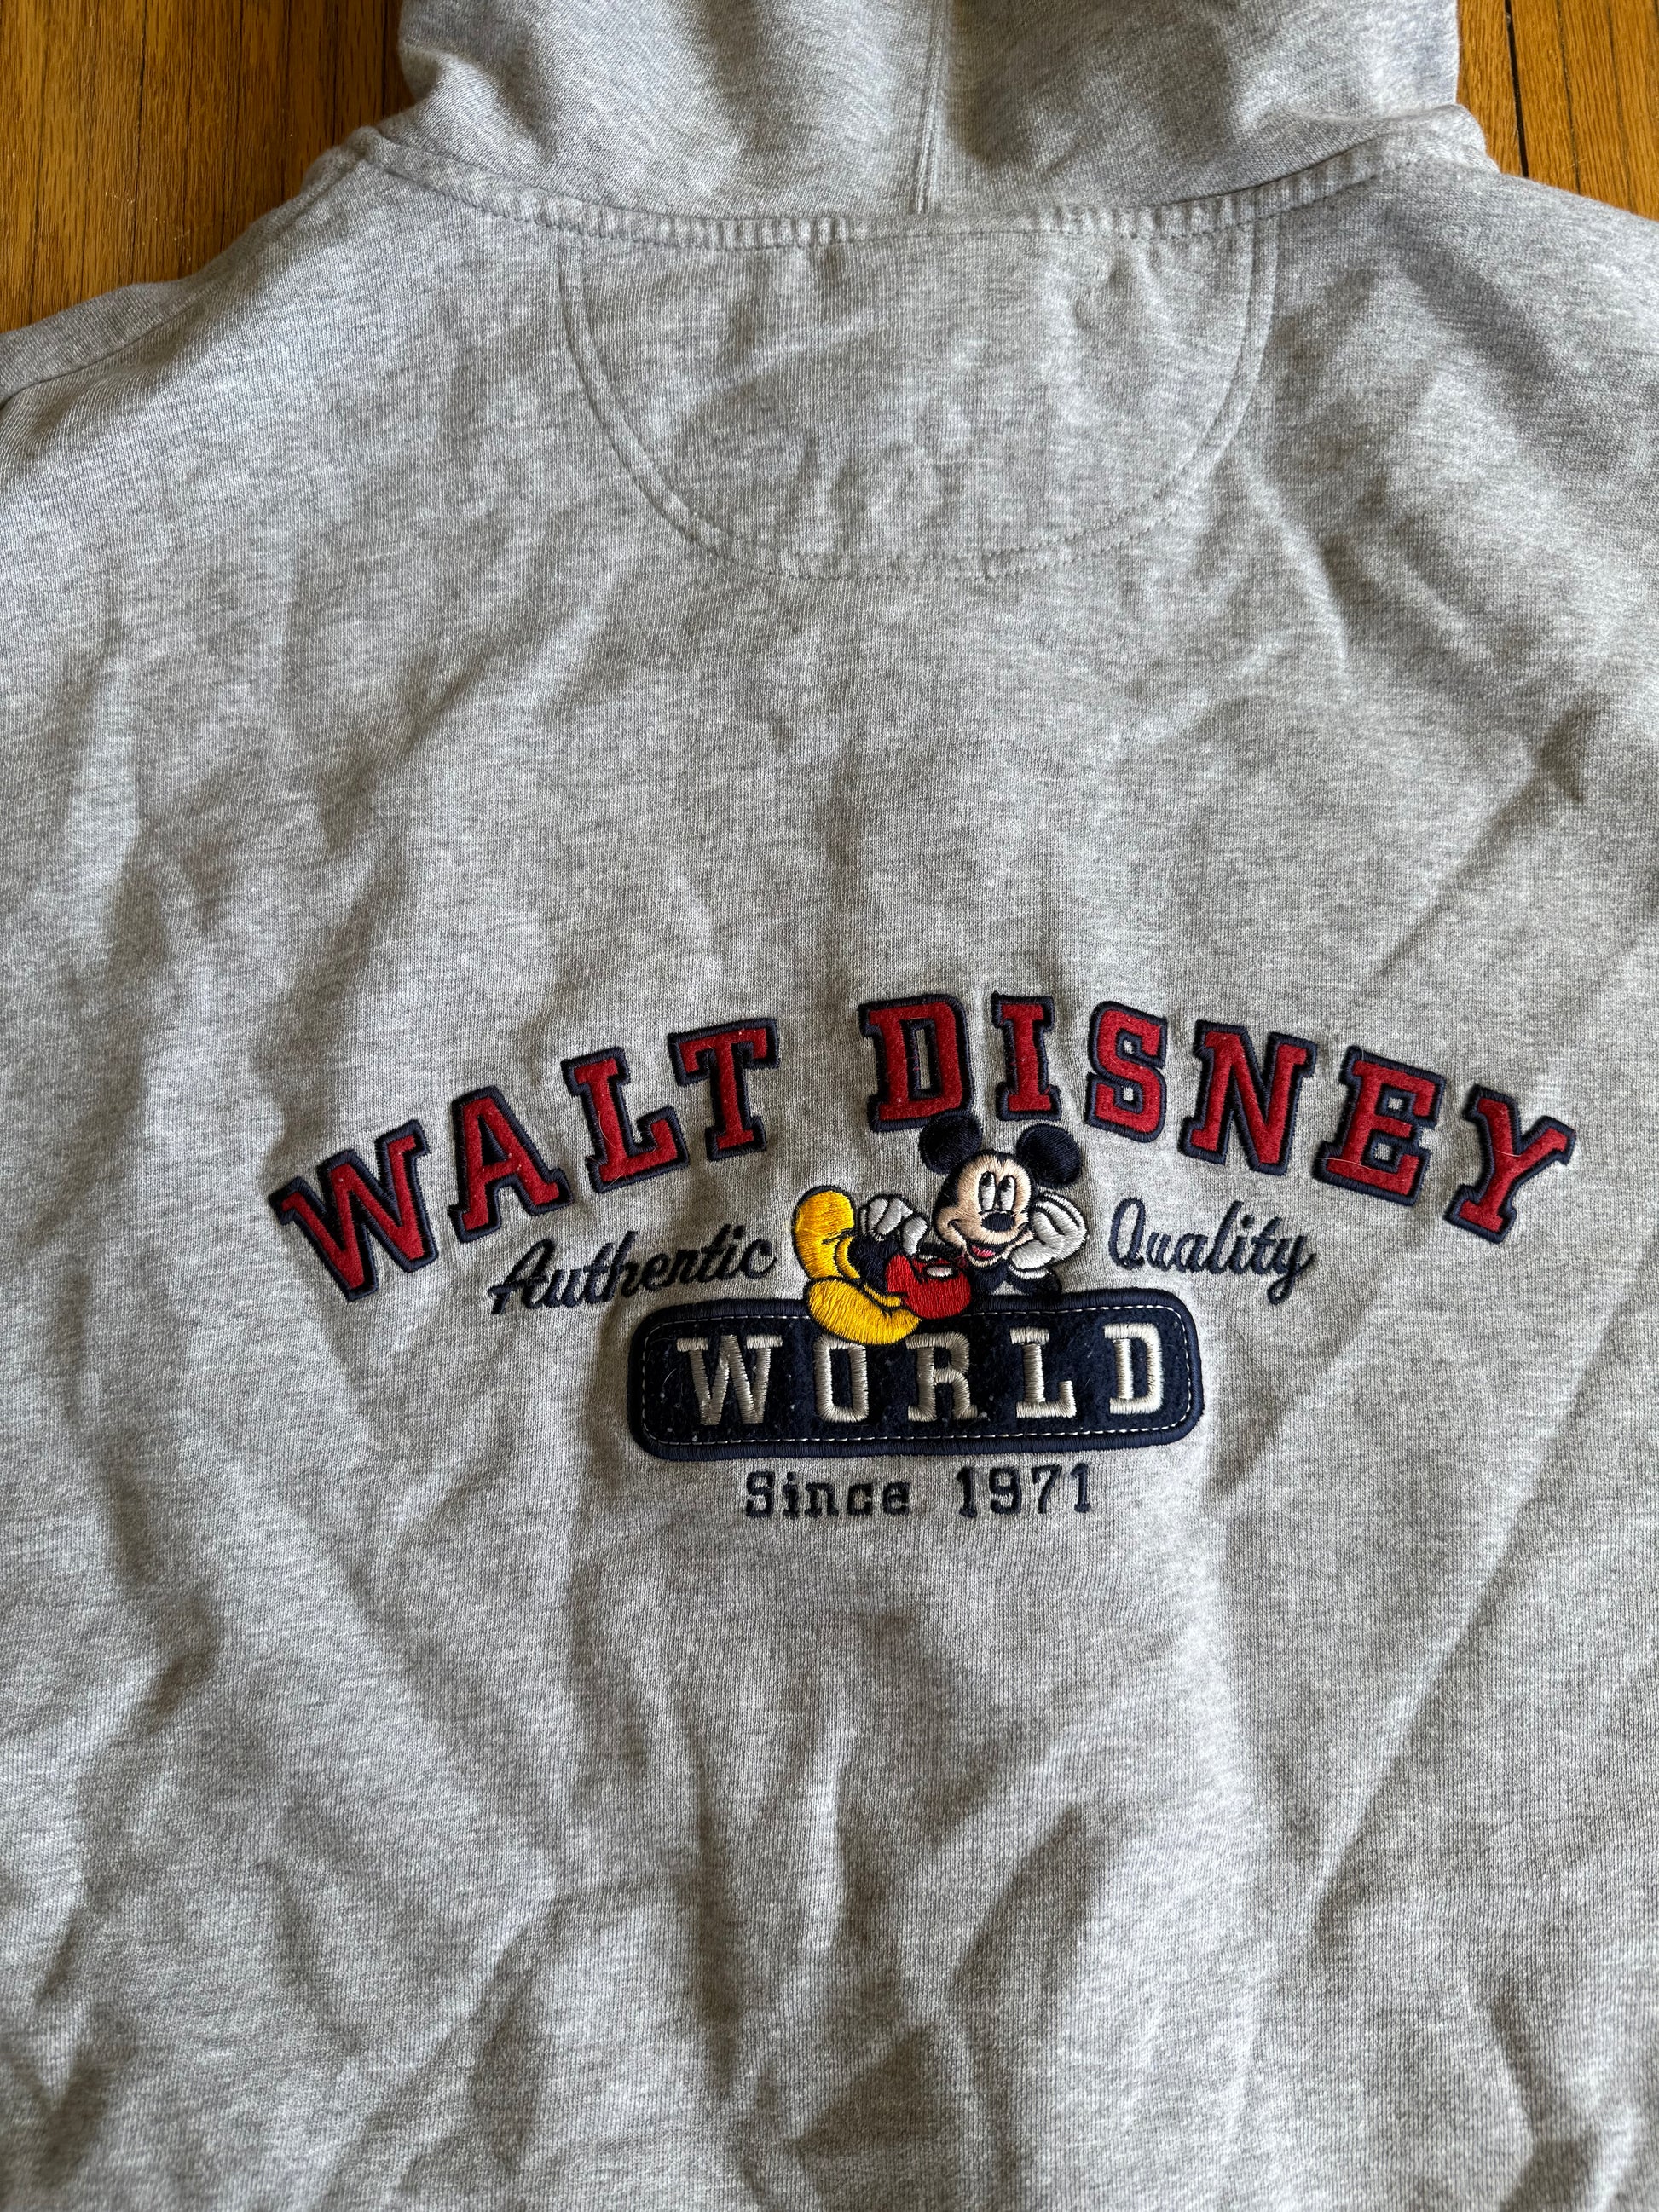 WALT DISNEY
Authentic Quality
WORLD
Since 1971